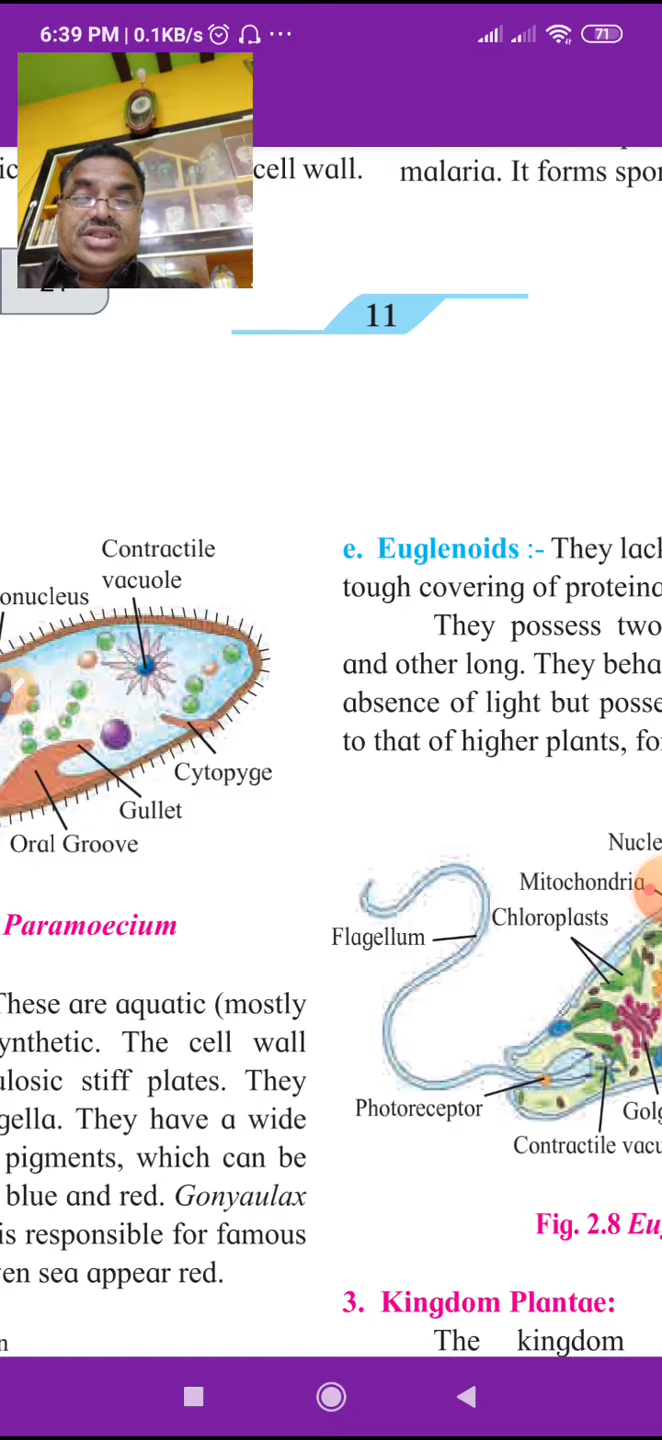 6:39 PM | 0.1KB/s ...
71
ic
cell wall.
malaria. It forms spor
11
Contractile
vacuole
onucleus
Cytopyge
Gullet
Oral Groove
Paramoecium
These are aquatic (mostly
ynthetic. The cell wall
ulosic stiff plates. They
gella. They have a wide
pigments, which can be
blue and red. Gonyaulax
is responsible for famous
ven sea appear red.
n
e. Euglenoids :- They lack
tough covering of proteina
They possess two
and other long. They beha
absence of light but posse
to that of higher plants, fo
Nucle
Mitochondria
Chloroplasts
Flagellum
Photoreceptor
Golg
Contractile vacu
Fig. 2.8 Eug
3. Kingdom Plantae:
The kingdom